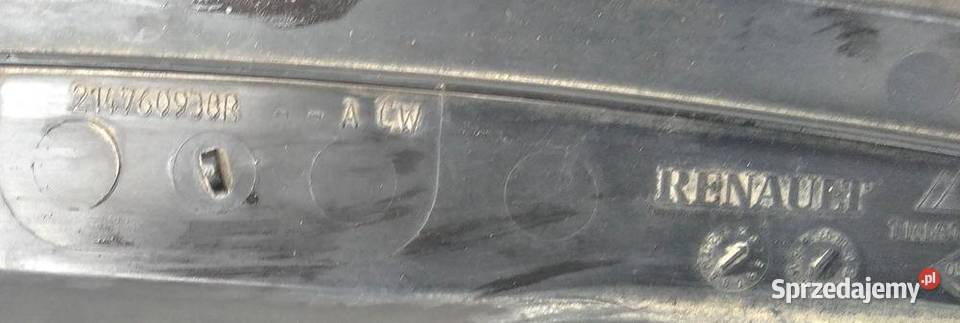 214760930R -- A CW
RENAULT
Sprzedajemy.pl